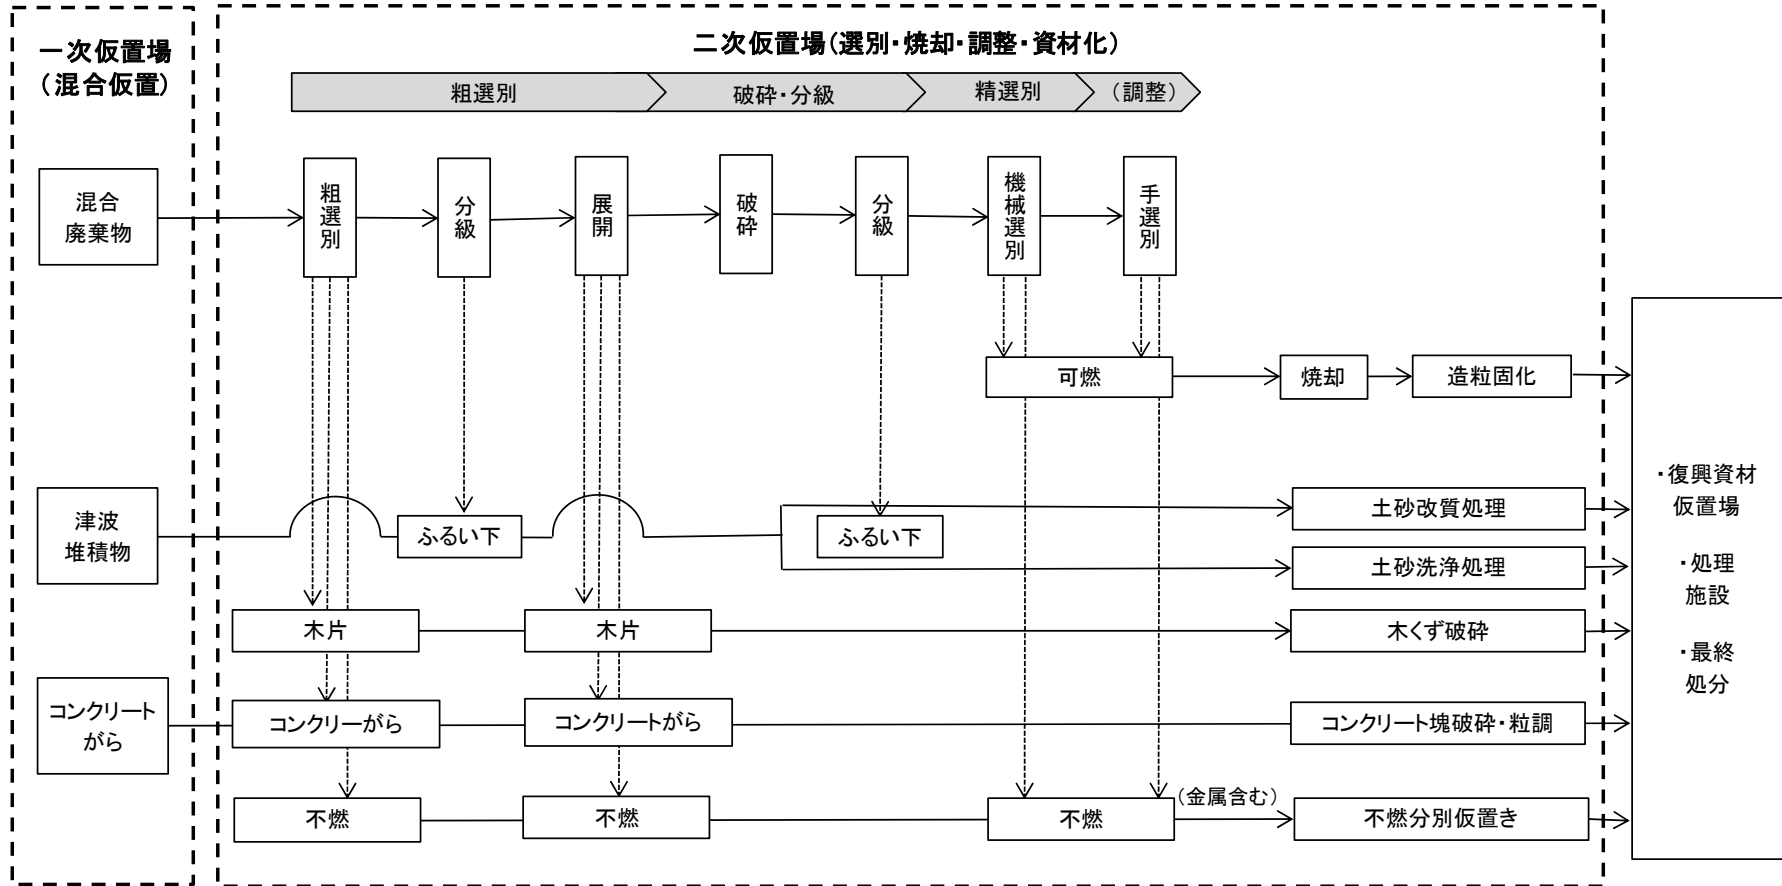 一次仮置場
（混合仮置）
二次仮置場（選別・焼却・調整・資材化）
粗選別
破砕・分級
精選別
（調整）
混合
廃棄物
粗選別
分級
展開
破砕
分級
機械選別
手選別
可燃
焼却
造粒固化
津波
堆積物
ふるい下
ふるい下
土砂改質処理
土砂洗浄処理
木片
木片
木くず破砕
コンクリート
がら
コンクリーがら
コンクリートがら
コンクリート塊破砕・粒調
不燃
不燃
不燃
（金属含む）
不燃分別仮置き
・復興資材
仮置場
・処理
施設
・最終
処分